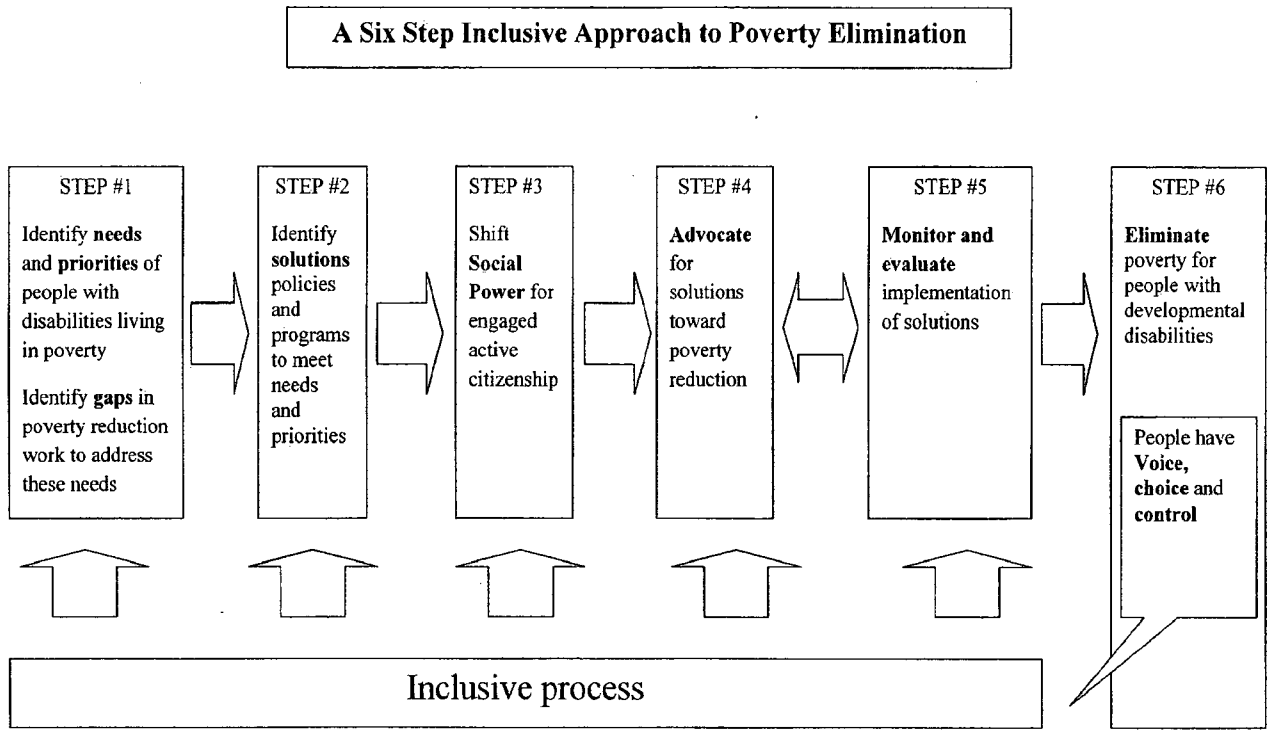 A Six Step Inclusive Approach to Poverty Elimination
STEP #1
Identify needs
and priorities of
people with
disabilities living
in poverty
Identify gaps in
poverty reduction
work to address
these needs
STEP #2
Identify
solutions
policies
and
programs
to meet
needs
and
priorities
STEP #3
Shift
Social
Power for
engaged
active
citizenship
STEP #4
Advocate
for
solutions
toward
poverty
reduction
STEP #5
Monitor and
evaluate
implementation
of solutions
STEP #6
Eliminate
poverty for
people with
developmental
disabilities
People have
Voice,
choice and
control
Inclusive process